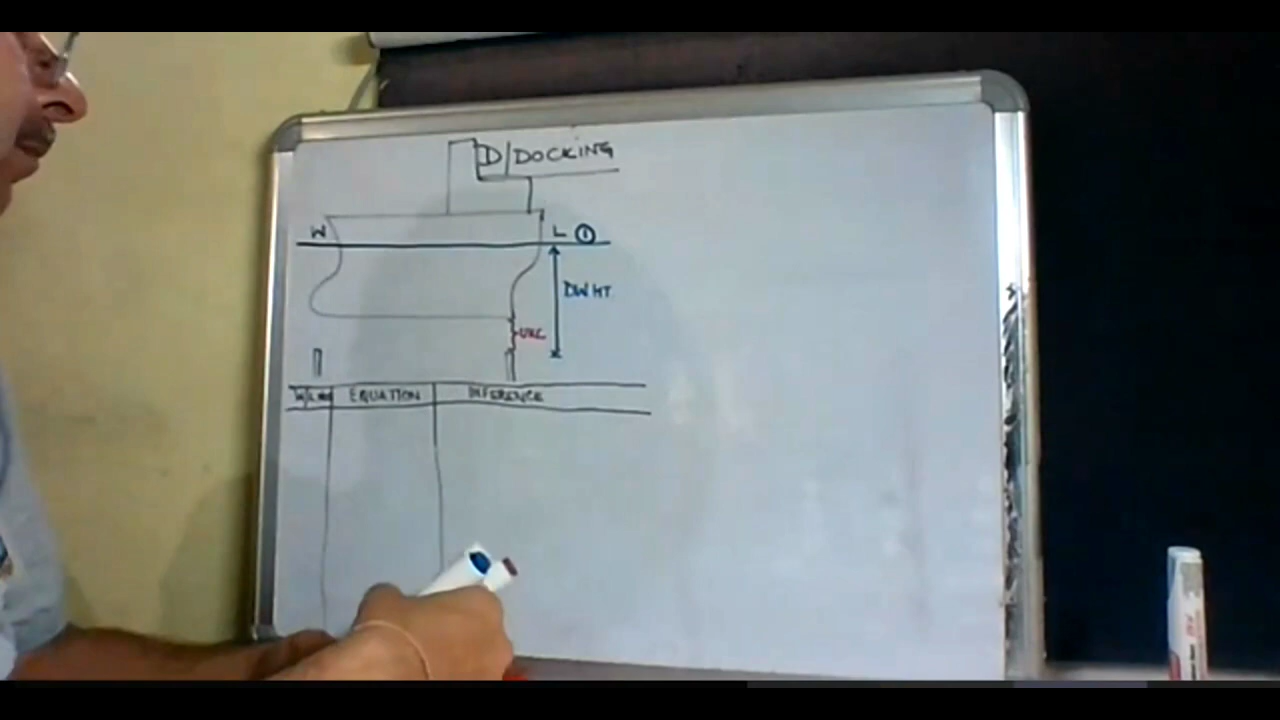 D/DOCKING
W L ①
DWHT
UKC
EQUATION INFERENCE